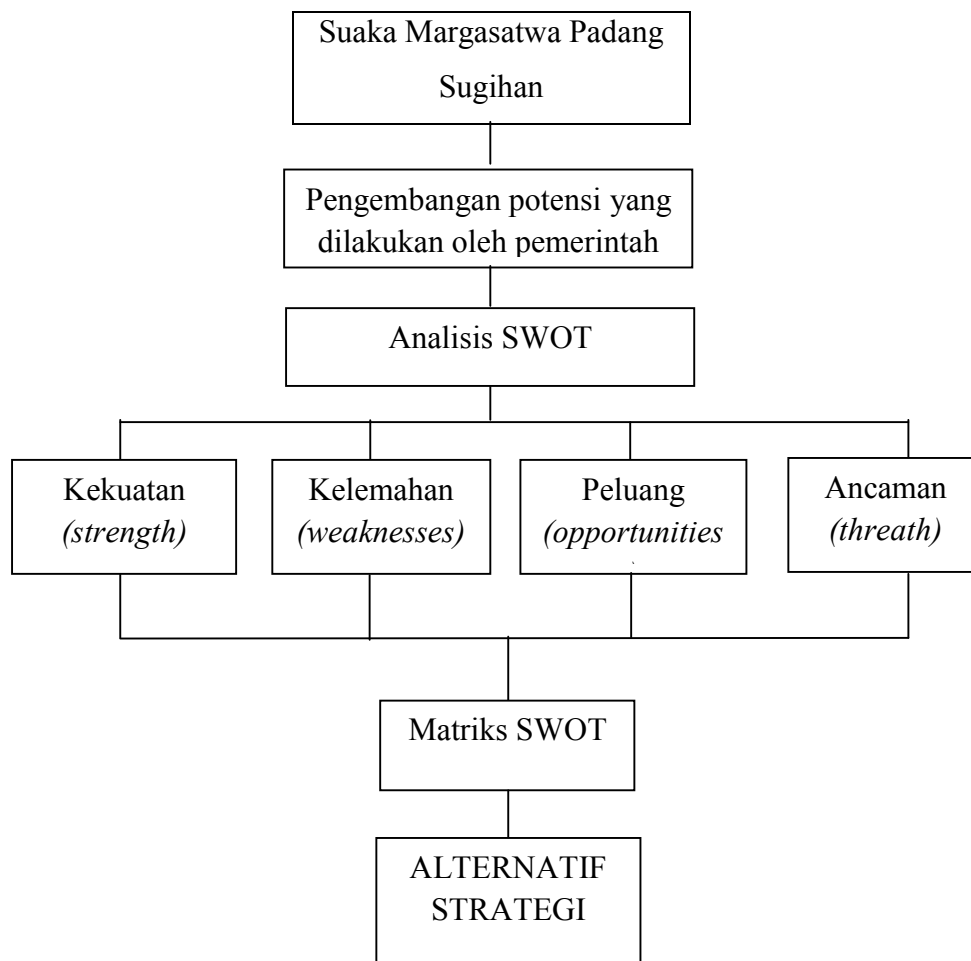 Suaka Margasatwa Padang
Sugihan
Pengembangan potensi yang
dilakukan oleh pemerintah
Analisis SWOT
Kekuatan
(strength)
Kelemahan
(weaknesses)
Peluang
(opportunities
Ancaman
(threath)
Matriks SWOT
ALTERNATIF
STRATEGI